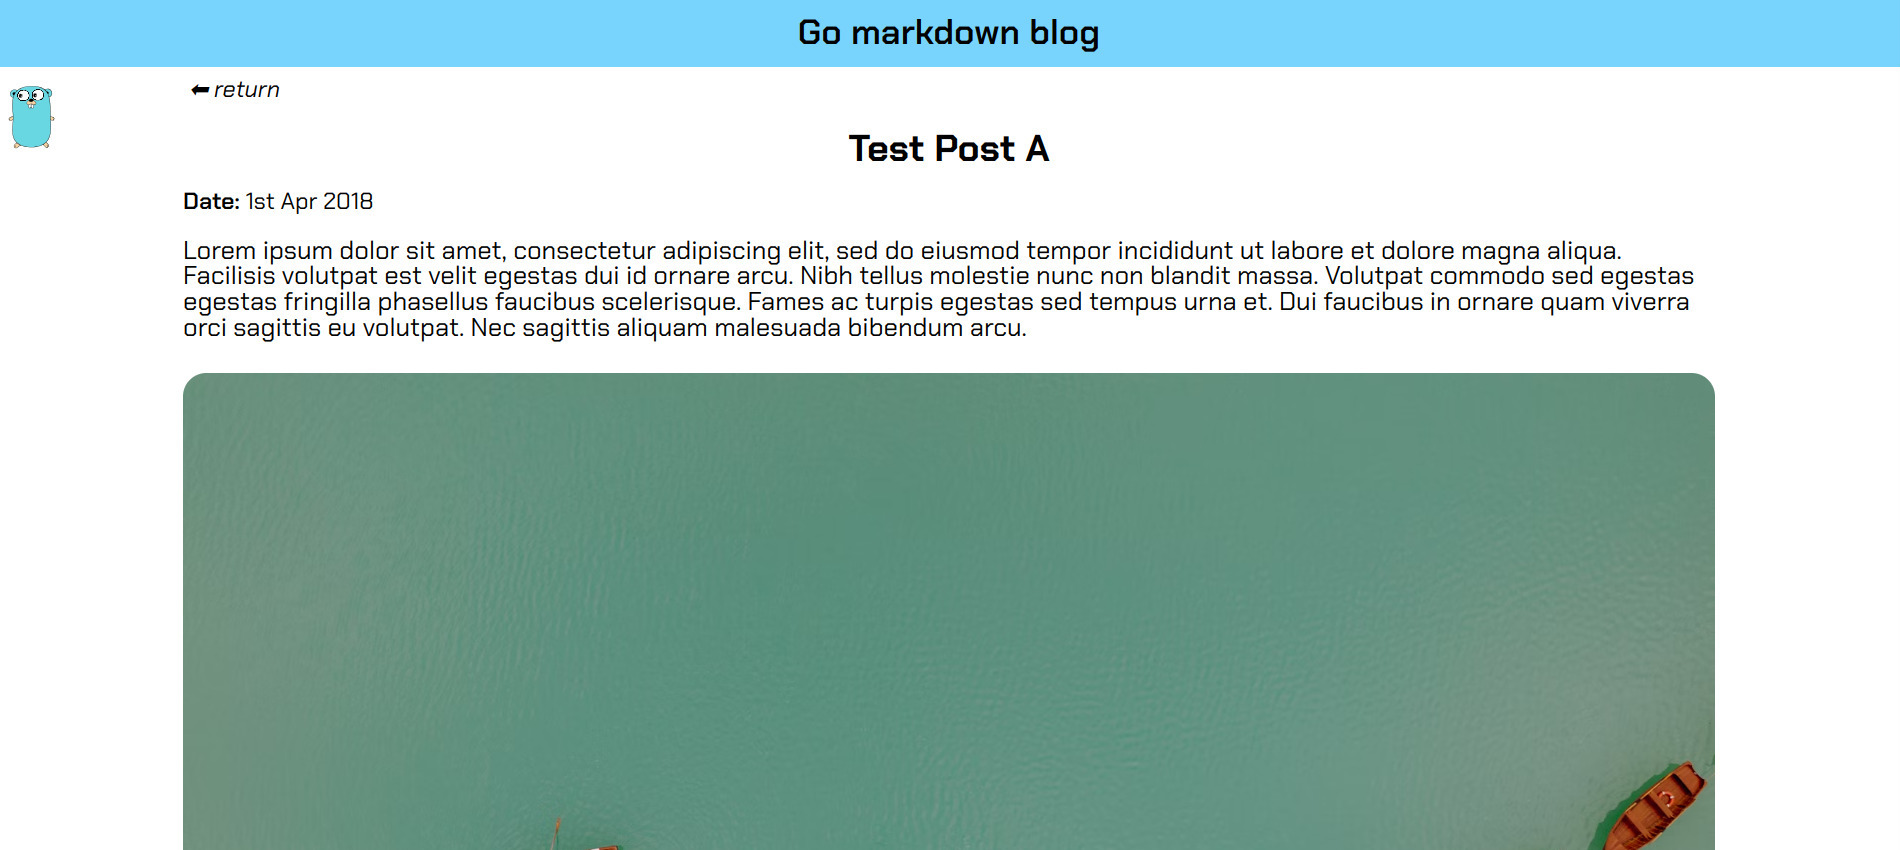 Go markdown blog
⬅ return
Test Post A
Date: 1st Apr 2018
Lorem ipsum dolor sit amet, consectetur adipiscing elit, sed do eiusmod tempor incididunt ut labore et dolore magna aliqua.
Facilisis volutpat est velit egestas dui id ornare arcu. Nibh tellus molestie nunc non blandit massa. Volutpat commodo sed egestas
egestas fringilla phasellus faucibus scelerisque. Fames ac turpis egestas sed tempus urna et. Dui faucibus in ornare quam viverra
orci sagittis eu volutpat. Nec sagittis aliquam malesuada bibendum arcu.